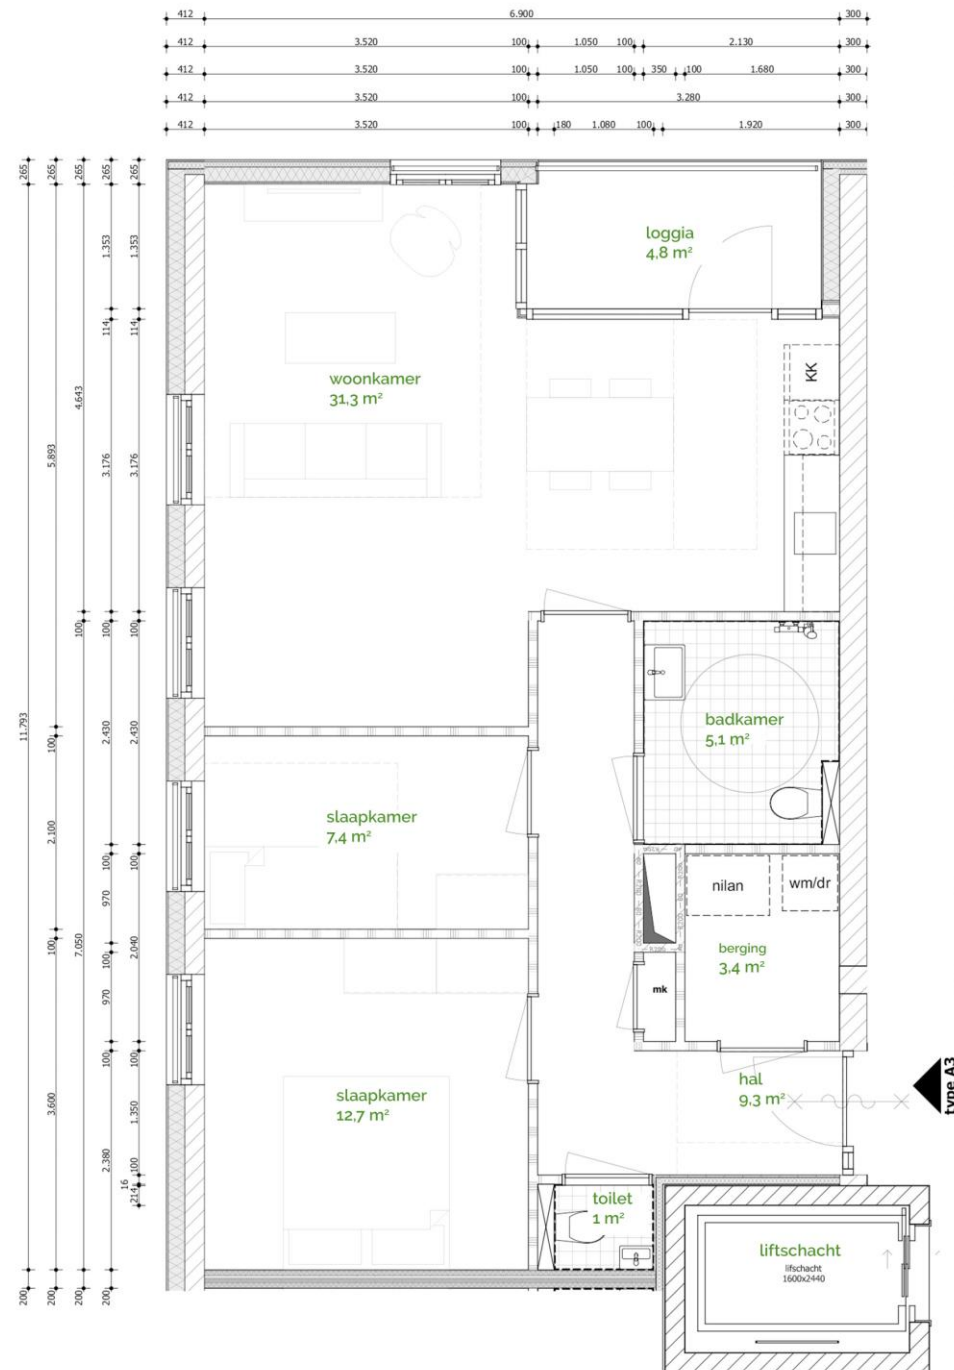 412 6.900 300
412 3.520 100 1.050 100 2.130 300
412 3.520 100 1.050 100 350 100 1.680 300
412 3.520 100 3.280 300
412 3.520 100 180 1.080 100 1.920 300
265 265 265 265 265
1.353 1.353
114 114
4.643
5.893
3.176 3.176
100 100 100
11.793
2.430 2.430
100
2.100
100 100
970
100
7.050
100
2.040
970
100 100
3.600
1.350
2.380
100
16
214
200 200 200 200
loggia
4,8 m²
woonkamer
31,3 m²
KK
badkamer
5,1 m²
slaapkamer
7,4 m²
nilan
wm/dr
berging
3,4 m²
mk
slaapkamer
12,7 m²
hal
9,3 m²
type A3
toilet
1 m²
liftschacht
lifschacht
1600x2440